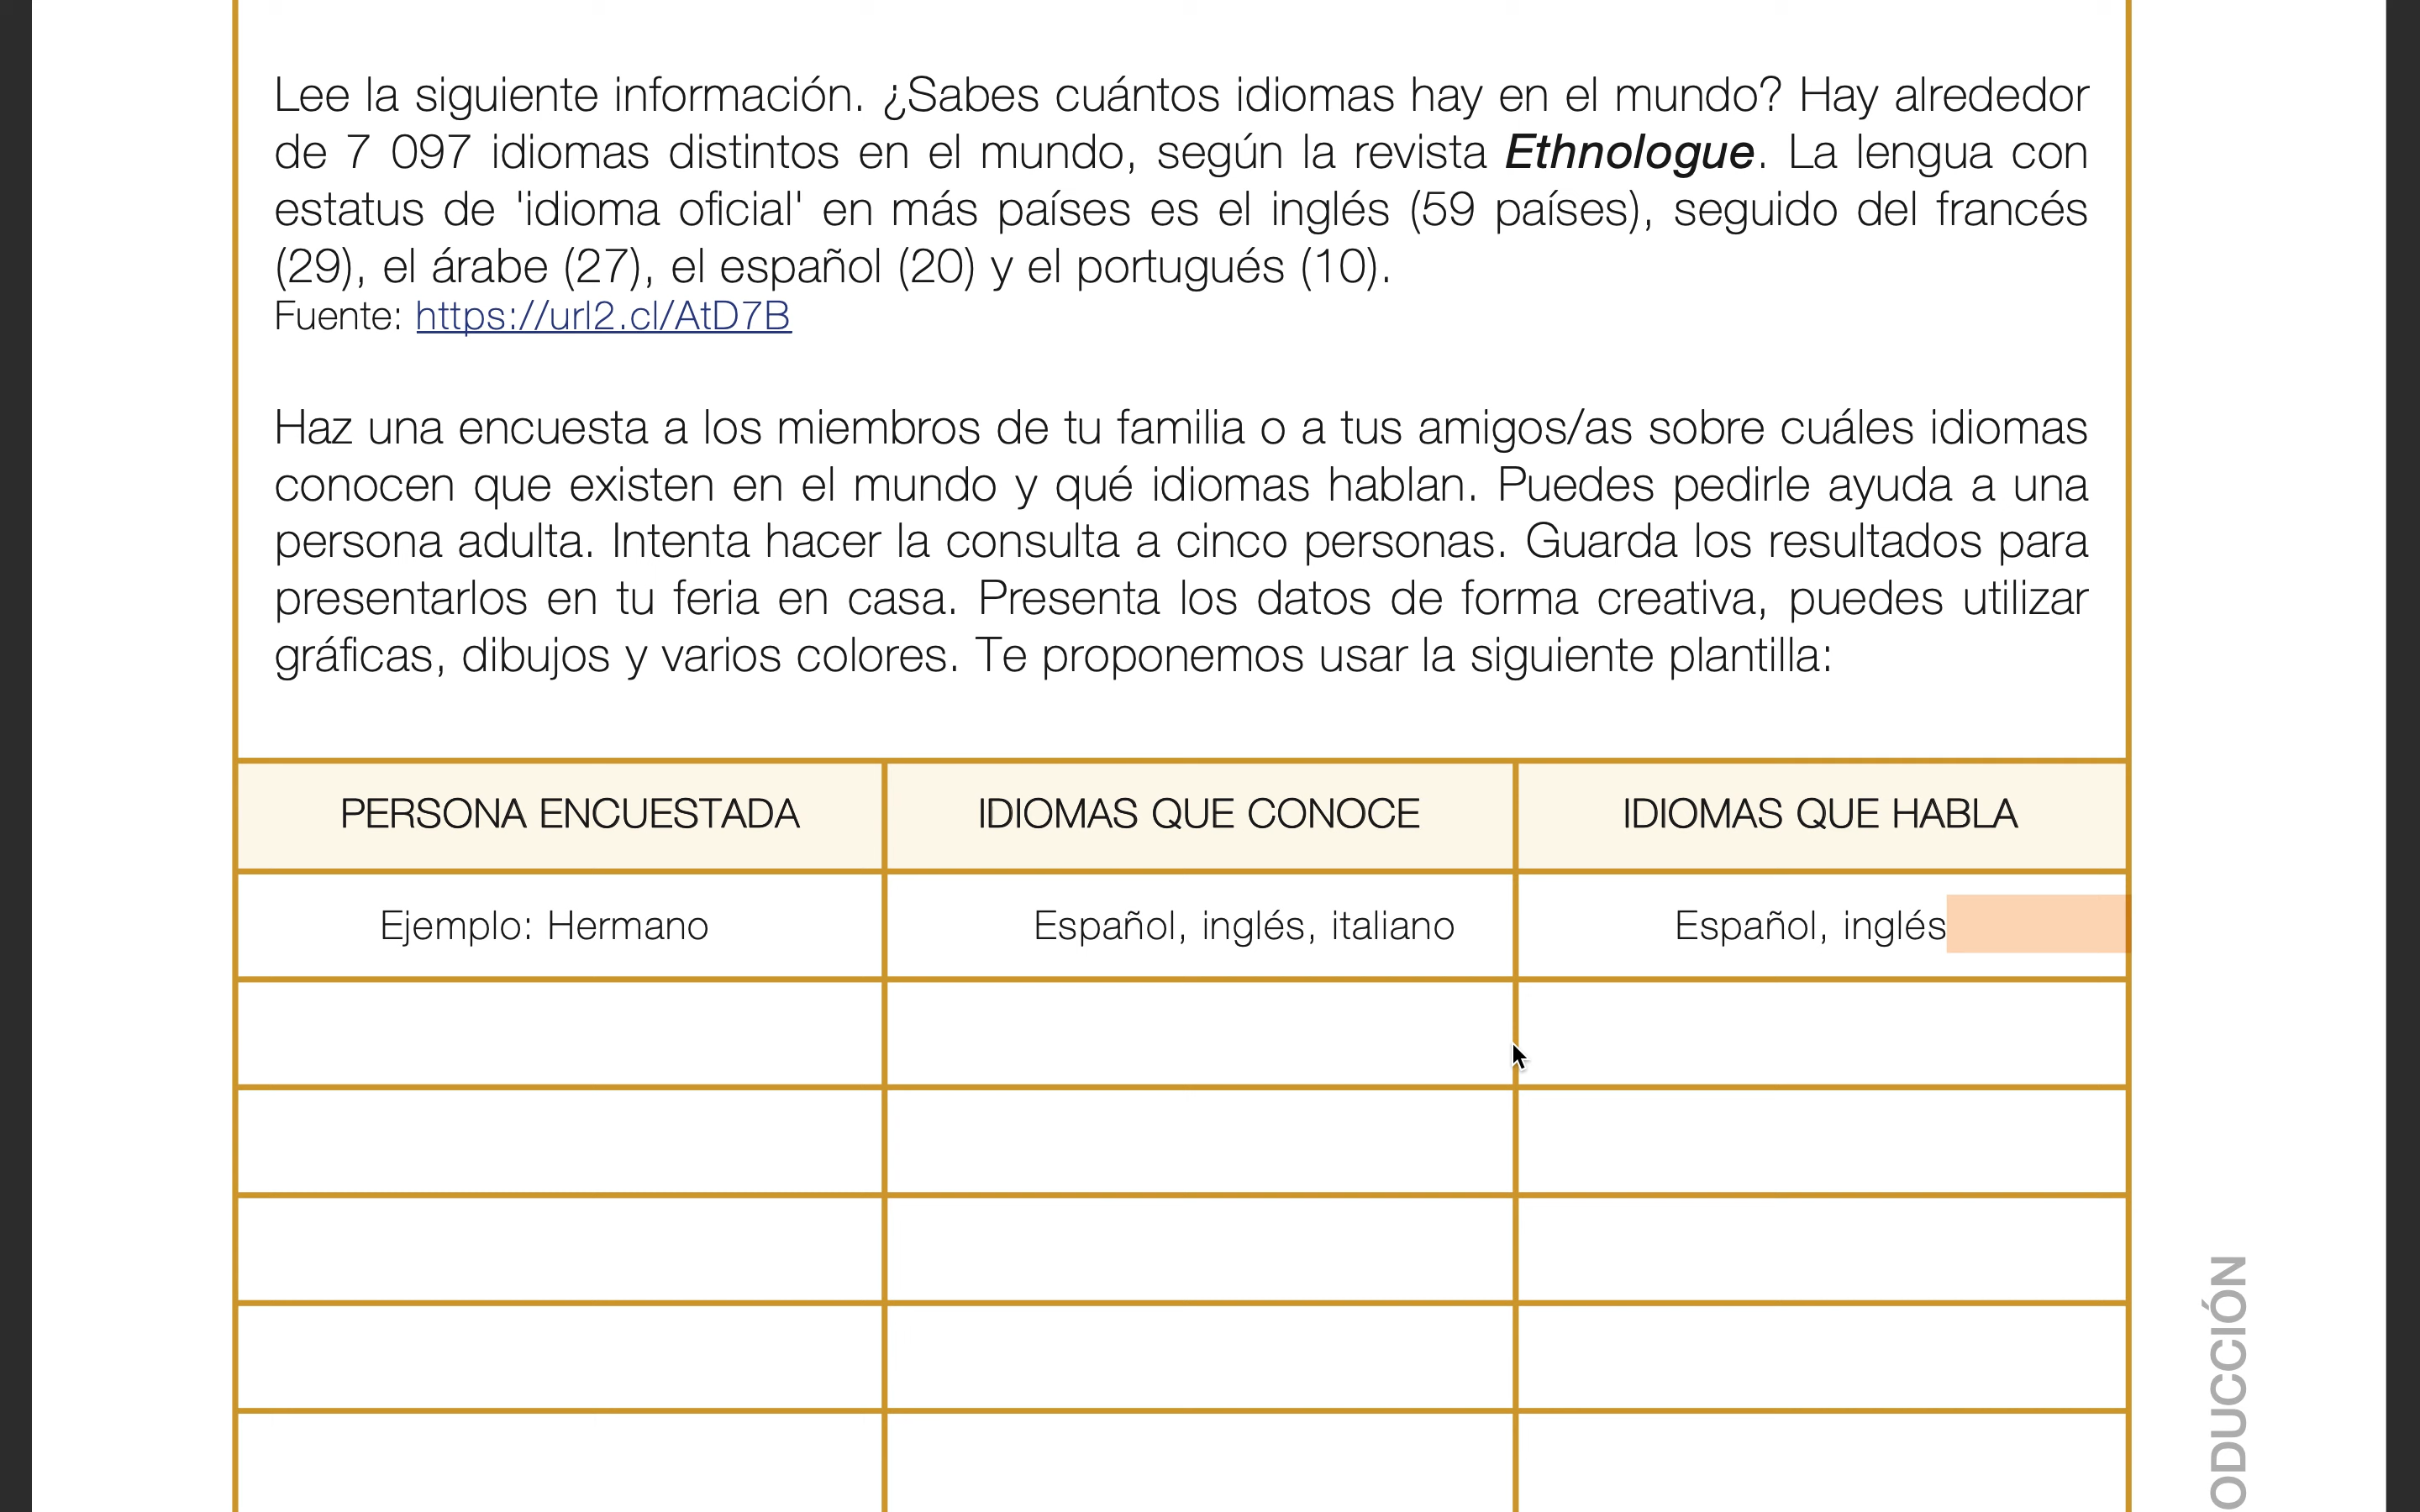 Lee la siguiente información. ¿Sabes cuántos idiomas hay en el mundo? Hay alrededor
de 7 097 idiomas distintos en el mundo, según la revista Ethnologue. La lengua con
estatus de 'idioma oficial' en más países es el inglés (59 países), seguido del francés
(29), el árabe (27), el español (20) y el portugués (10).
Fuente: https://url2.cl/AtD7B
Haz una encuesta a los miembros de tu familia o a tus amigos/as sobre cuáles idiomas
conocen que existen en el mundo y qué idiomas hablan. Puedes pedirle ayuda a una
persona adulta. Intenta hacer la consulta a cinco personas. Guarda los resultados para
presentarlos en tu feria en casa. Presenta los datos de forma creativa, puedes utilizar
gráficas, dibujos y varios colores. Te proponemos usar la siguiente plantilla:
PERSONA ENCUESTADA IDIOMAS QUE CONOCE IDIOMAS QUE HABLA
Ejemplo: Hermano Español, inglés, italiano Español, inglés
ODUCCIÓN